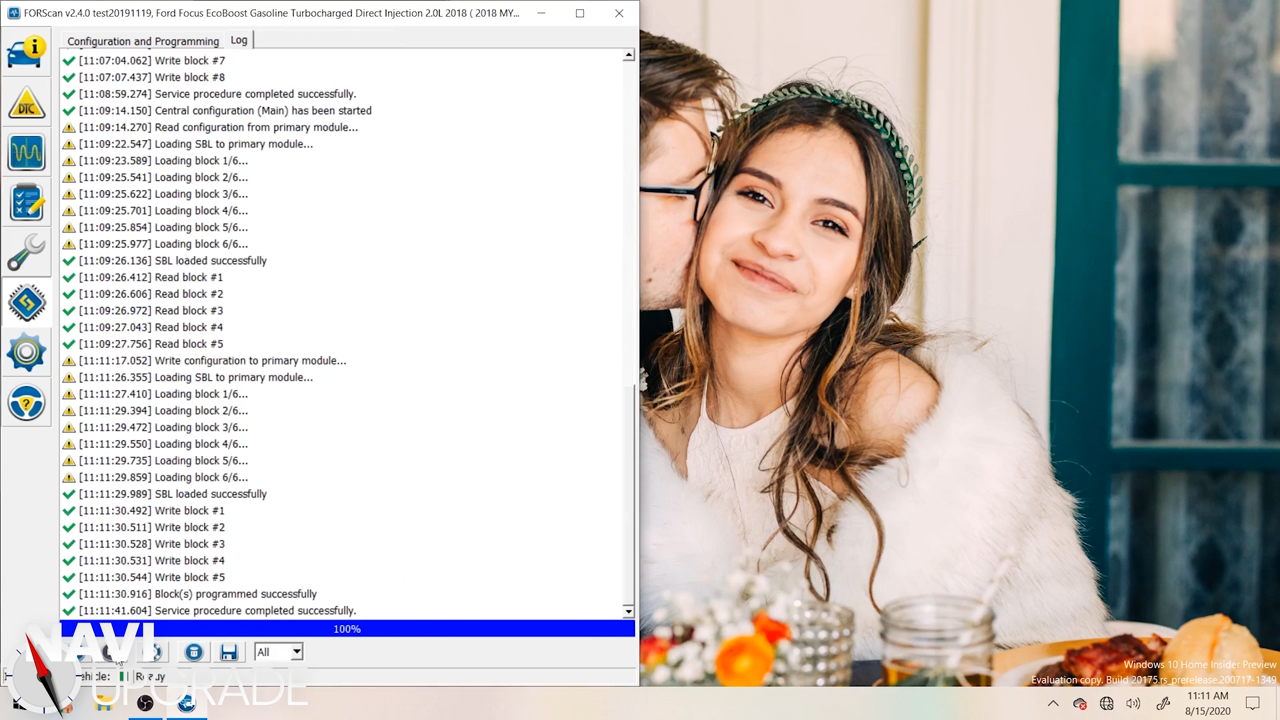 FORScan v2.4.0 test20191119, Ford Focus EcoBoost Gasoline Turbocharged Direct Injection 2.0L 2018 ( 2018 MY...
Configuration and Programming
Log
DTC
[11:07:04.062] Write block #7
[11:07:07.437] Write block #8
[11:08:59.274] Service procedure completed successfully.
[11:09:14.150] Central configuration (Main) has been started
[11:09:14.270] Read configuration from primary module...
[11:09:22.547] Loading SBL to primary module...
[11:09:23.589] Loading block 1/6...
[11:09:25.541] Loading block 2/6...
[11:09:25.622] Loading block 3/6...
[11:09:25.701] Loading block 4/6...
[11:09:25.854] Loading block 5/6...
[11:09:25.977] Loading block 6/6...
[11:09:26.136] SBL loaded successfully
[11:09:26.412] Read block #1
[11:09:26.606] Read block #2
[11:09:26.972] Read block #3
[11:09:27.043] Read block #4
[11:09:27.756] Read block #5
[11:11:17.052] Write configuration to primary module...
[11:11:26.355] Loading SBL to primary module...
[11:11:27.410] Loading block 1/6...
[11:11:29.394] Loading block 2/6...
[11:11:29.472] Loading block 3/6...
[11:11:29.550] Loading block 4/6...
[11:11:29.735] Loading block 5/6...
[11:11:29.859] Loading block 6/6...
[11:11:29.989] SBL loaded successfully
[11:11:30.492] Write block #1
[11:11:30.511] Write block #2
[11:11:30.528] Write block #3
[11:11:30.531] Write block #4
[11:11:30.544] Write block #5
[11:11:30.916] Block(s) programmed successfully
[11:11:41.604] Service procedure completed successfully.
100%
All
Ready
NAVI
UPGRADE
Windows 10 Home Insider Preview
Evaluation copy. Build 20175.rs_prerelease.200717-1349
11:11 AM
8/15/2020